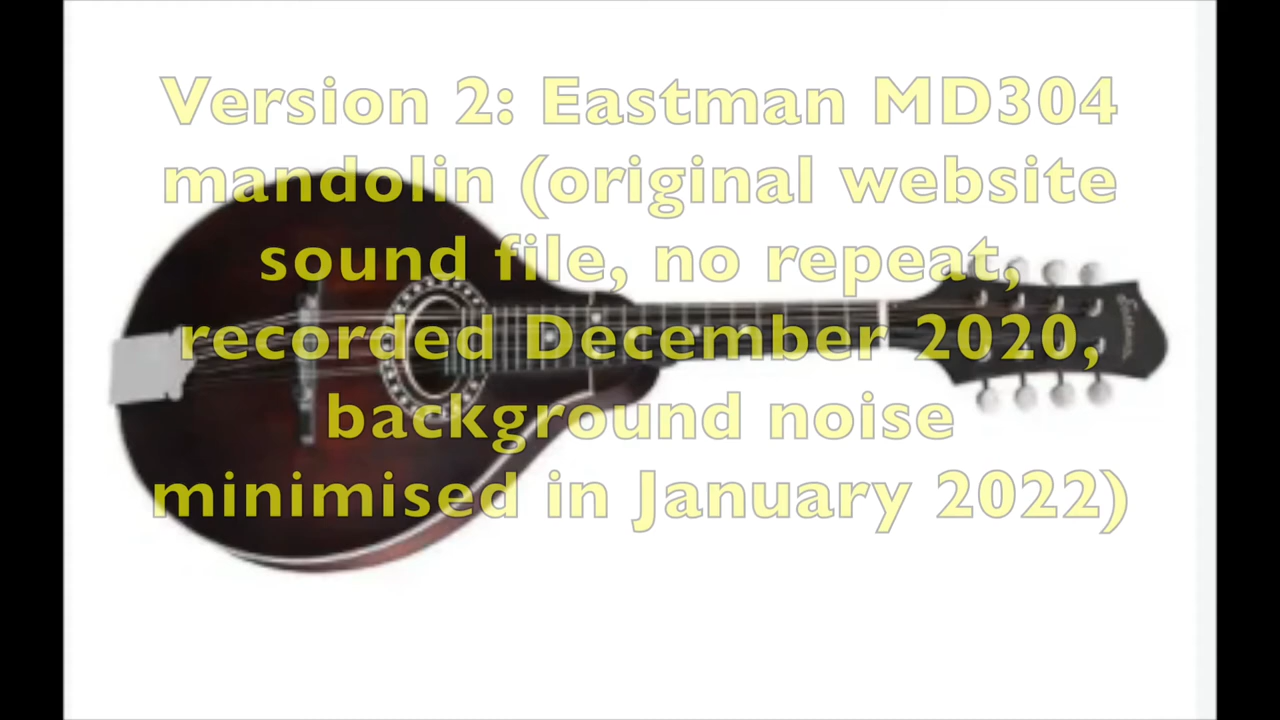 Version 2: Eastman MD304
mandolin (original website
sound file, no repeat,
recorded December 2020,
background noise
minimised in January 2022)
Eastman